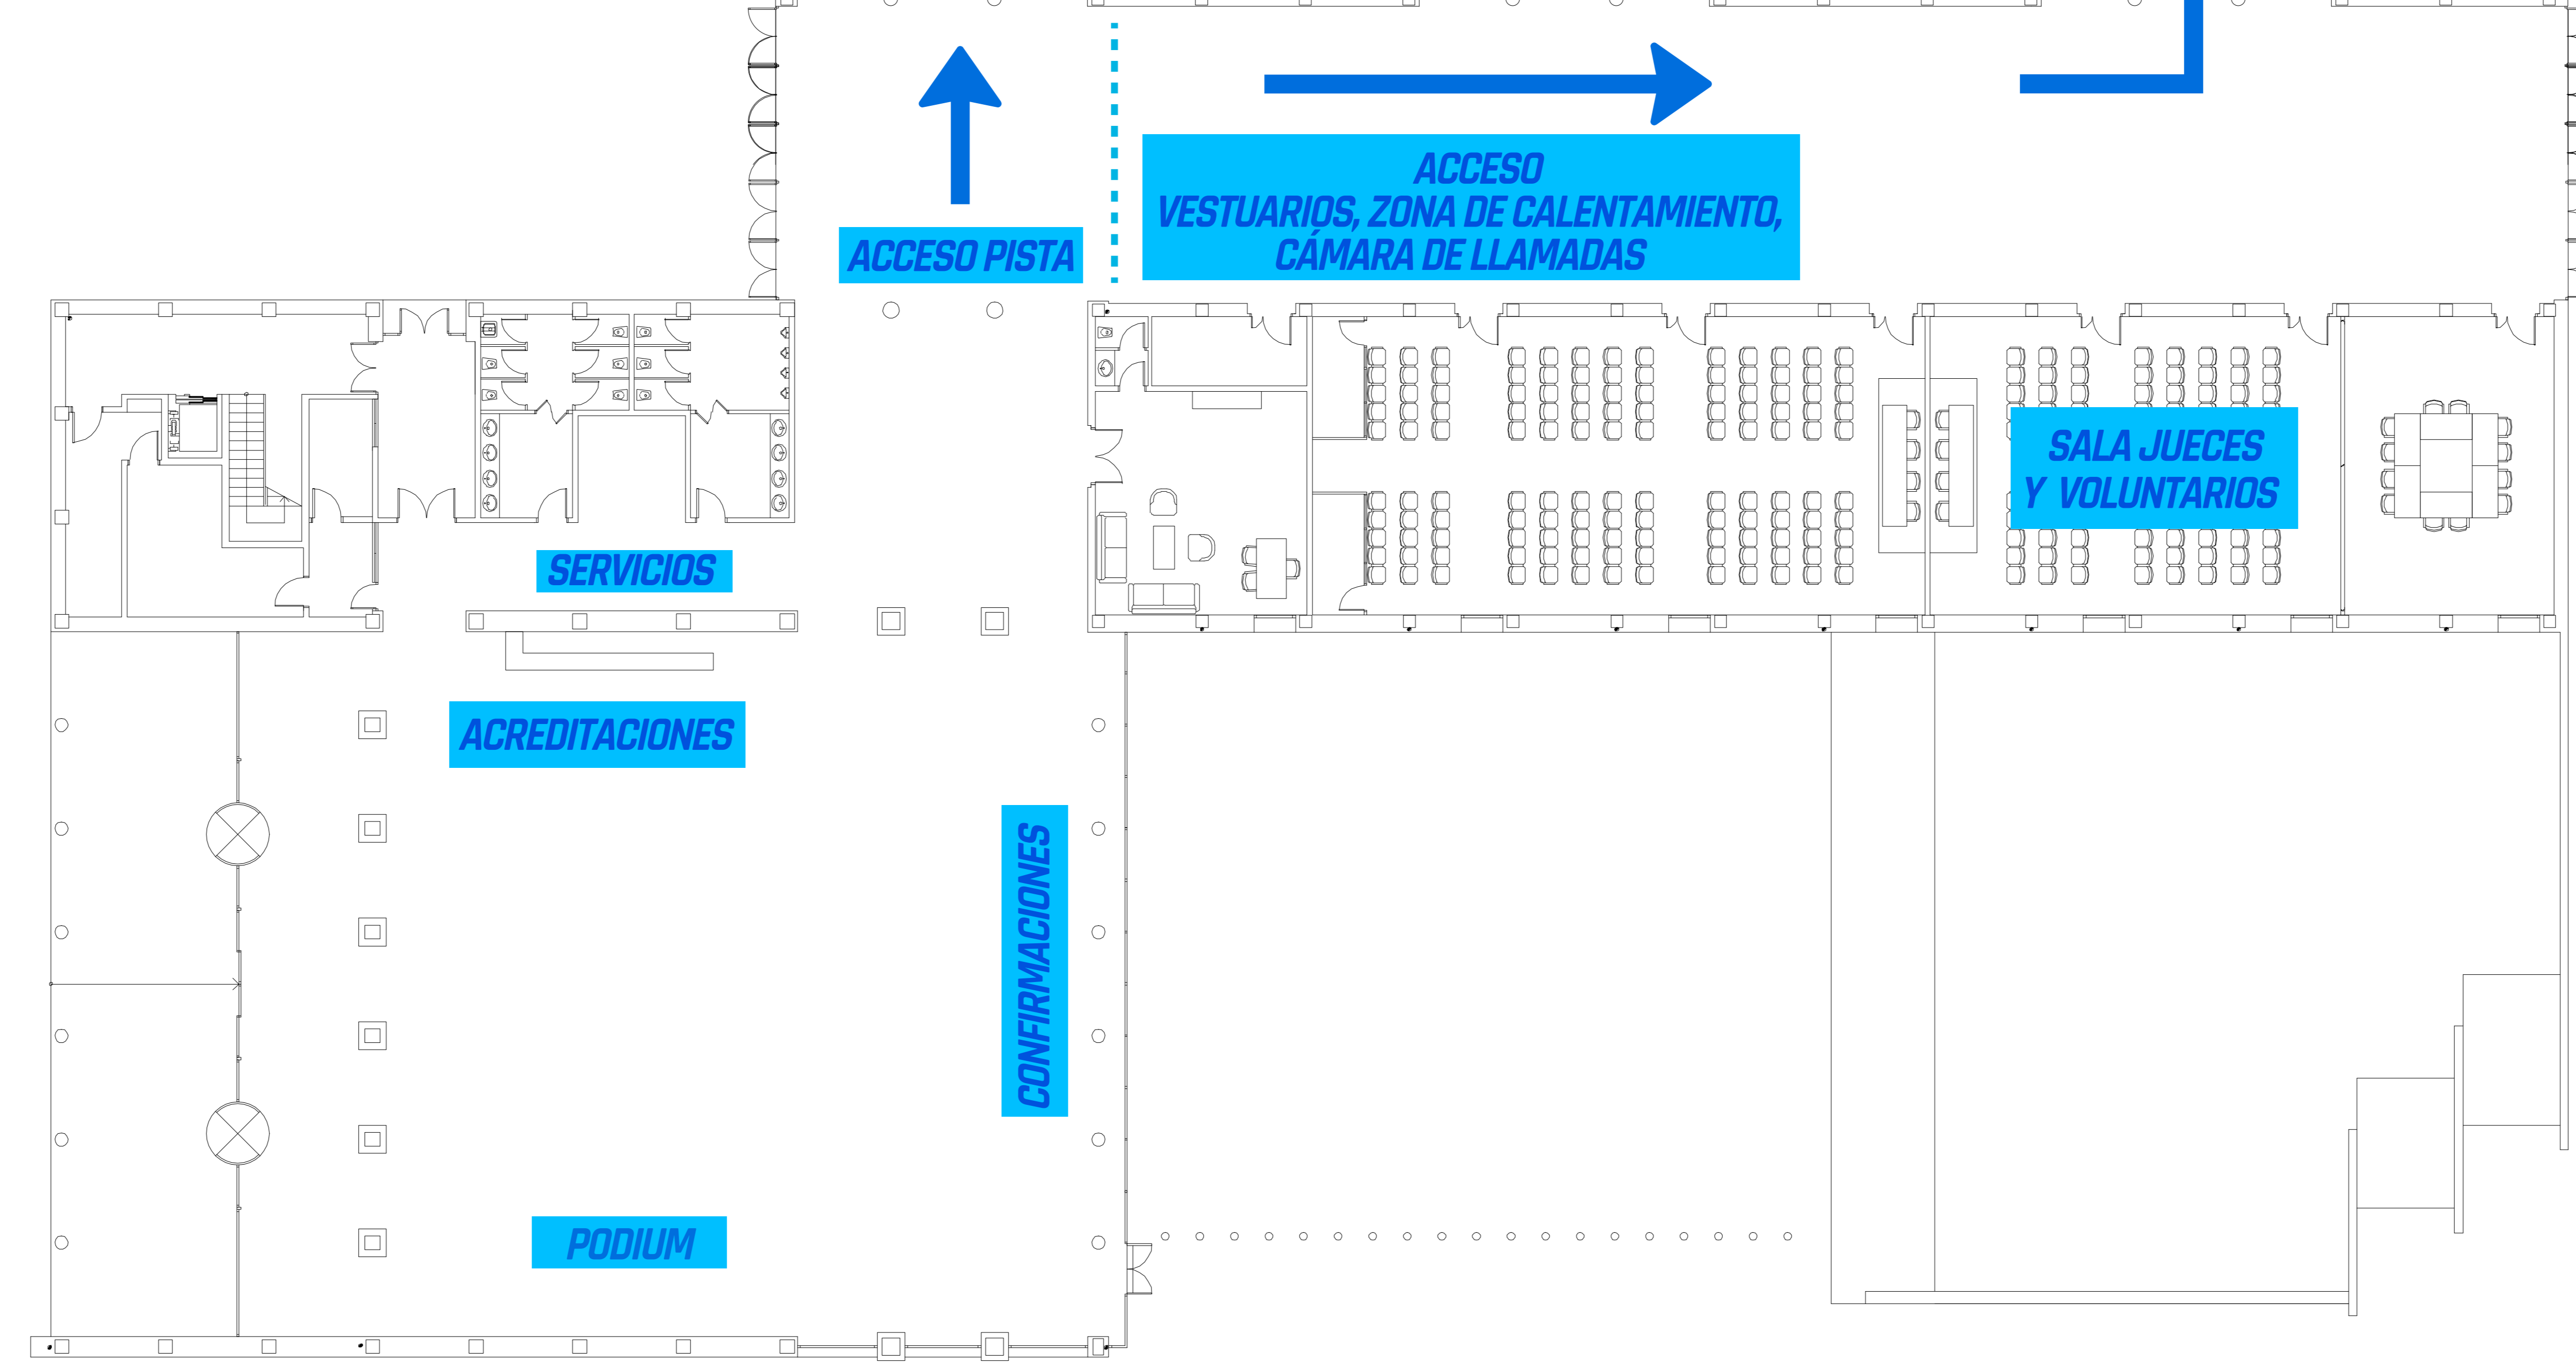 ACCESO
VESTUARIOS, ZONA DE CALENTAMIENTO,
CÁMARA DE LLAMADAS
ACCESO PISTA
SALA JUECES
Y VOLUNTARIOS
SERVICIOS
ACREDITACIONES
CONFIRMACIONES
PODIUM